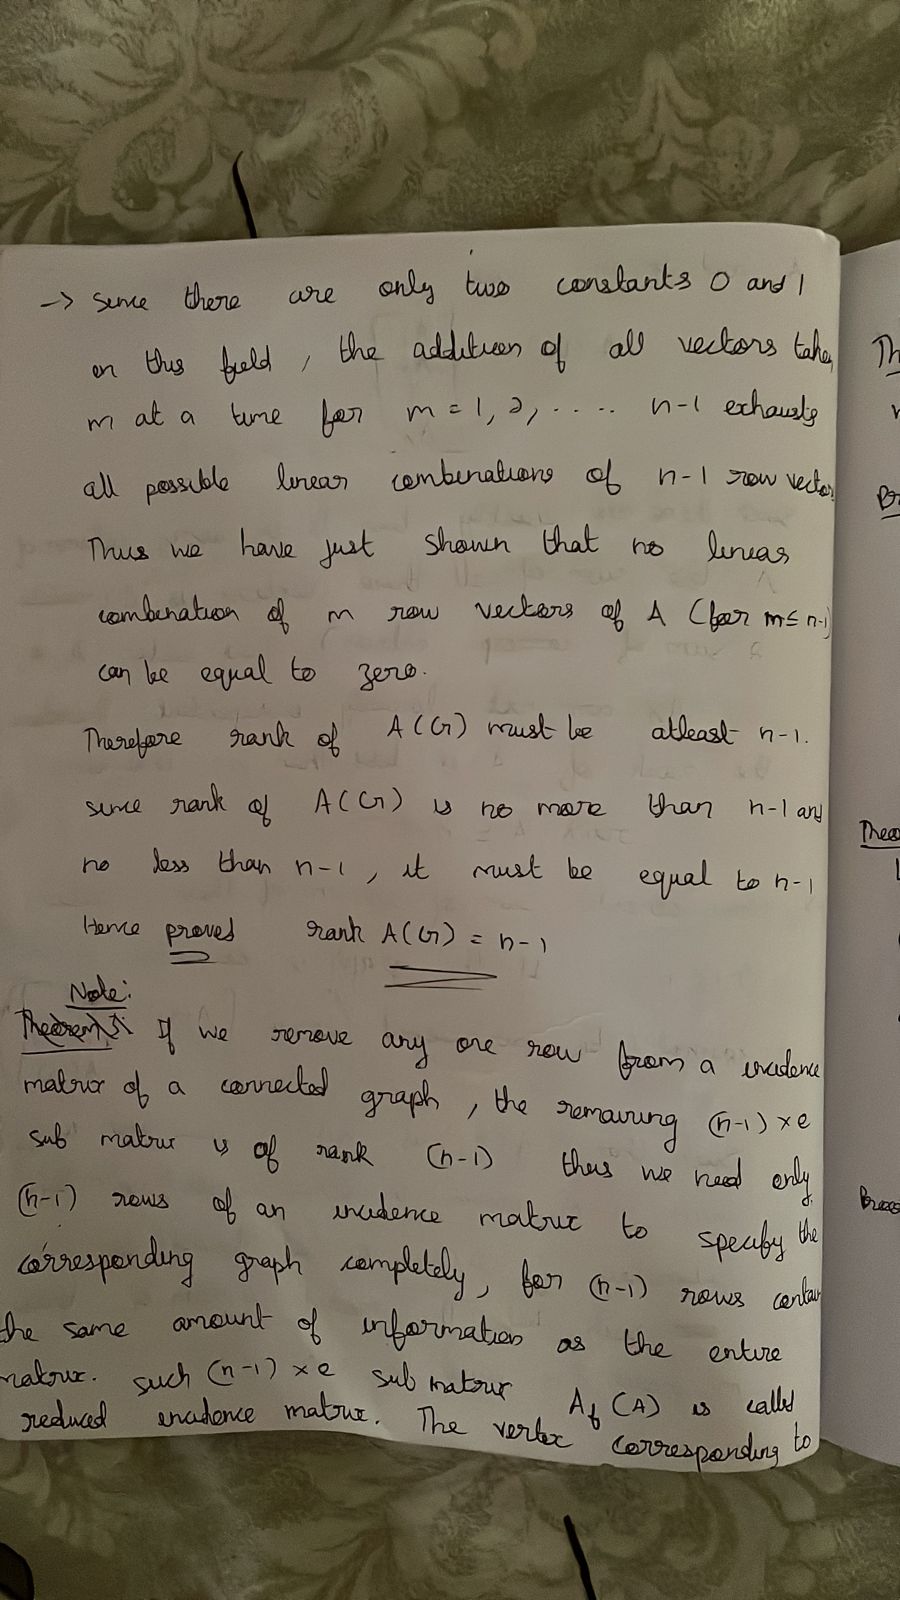 -> Since there are only two constants 0 and 1
in this field, the addition of all vectors taken
m at a time for m = 1, 2, .... n-1 exhausts
all possible linear combinations of n-1 row vector
Thus we have just shown that no linear
combination of m row vectors of A (for m ≤ n-1)
can be equal to zero.
Therefore rank of A(G) must be atleast n-1.
since rank of A(G) is no more than n-1 and
no less than n-1, it must be equal to n-1
Hence proved rank A(G) = n-1
Note:
If we remove any one row from a incidence
matrix of a connected graph, the remaining (n-1) × e
sub matrix is of rank (n-1) thus we need only
(n-1) rows of an incidence matrix to specify the
corresponding graph completely, for (n-1) rows contain
the same amount of information as the entire
matrix. such (n-1) × e sub matrix A_f (A) is called
reduced incidence matrix. The vertex corresponding to
Th
Theo